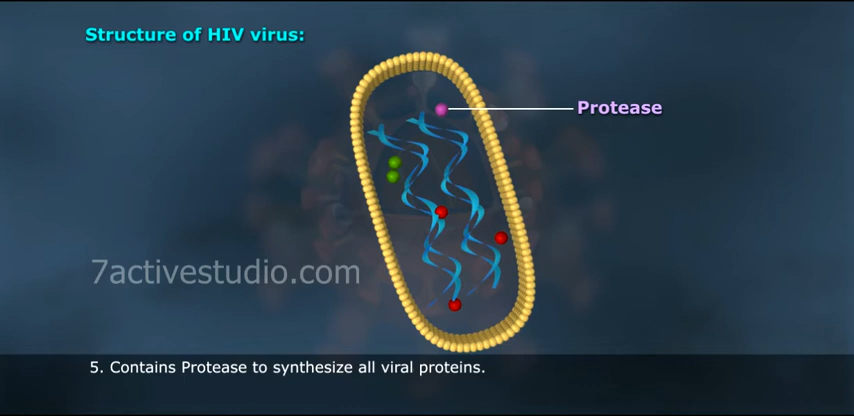 Structure of HIV virus:
Protease
7activestudio.com
5. Contains Protease to synthesize all viral proteins.